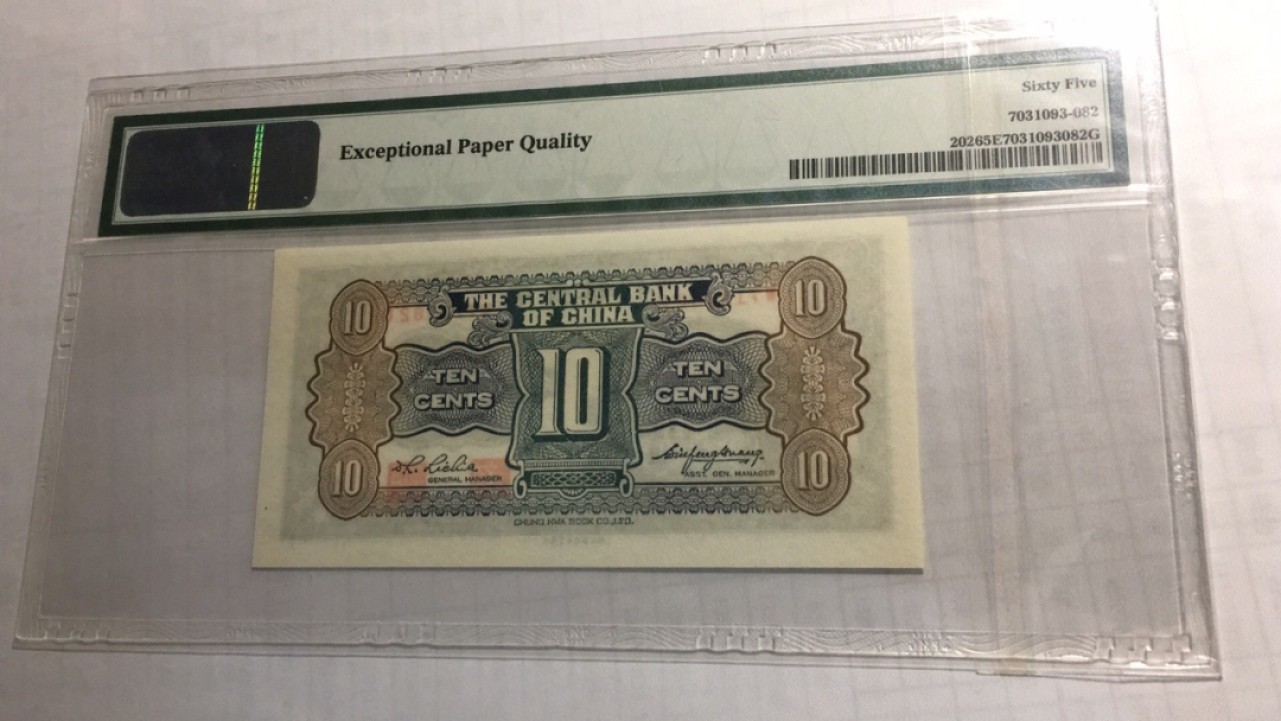 Sixty Five
Exceptional Paper Quality
7031093-082
20265E7031093082G
10
THE CENTRAL BANK
OF CHINA
10
TEN
CENTS
10
TEN
CENTS
10
GENERAL MANAGER
ASST. GEN. MANAGER
10
CHUNG HWA BOOK CO.,LTD.